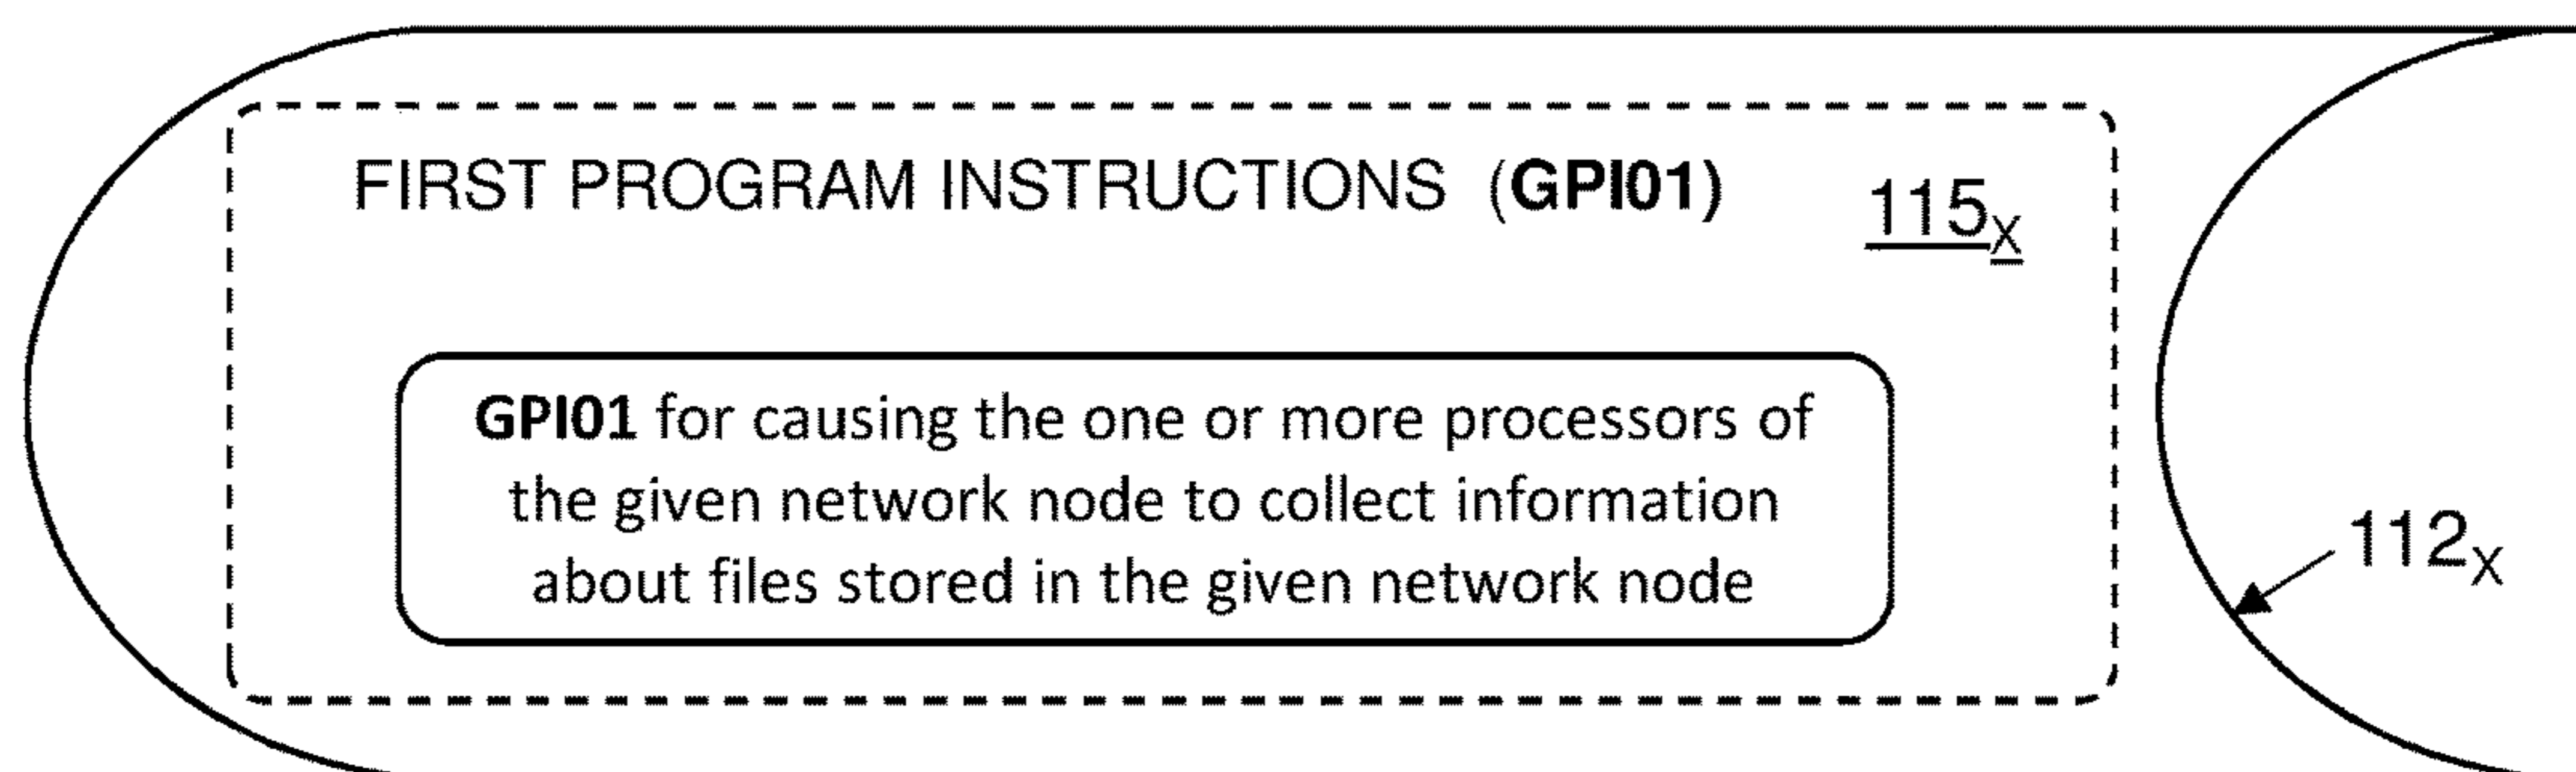 FIRST PROGRAM INSTRUCTIONS (GPI01)
115X
GPI01 for causing the one or more processors of
the given network node to collect information
about files stored in the given network node
112X